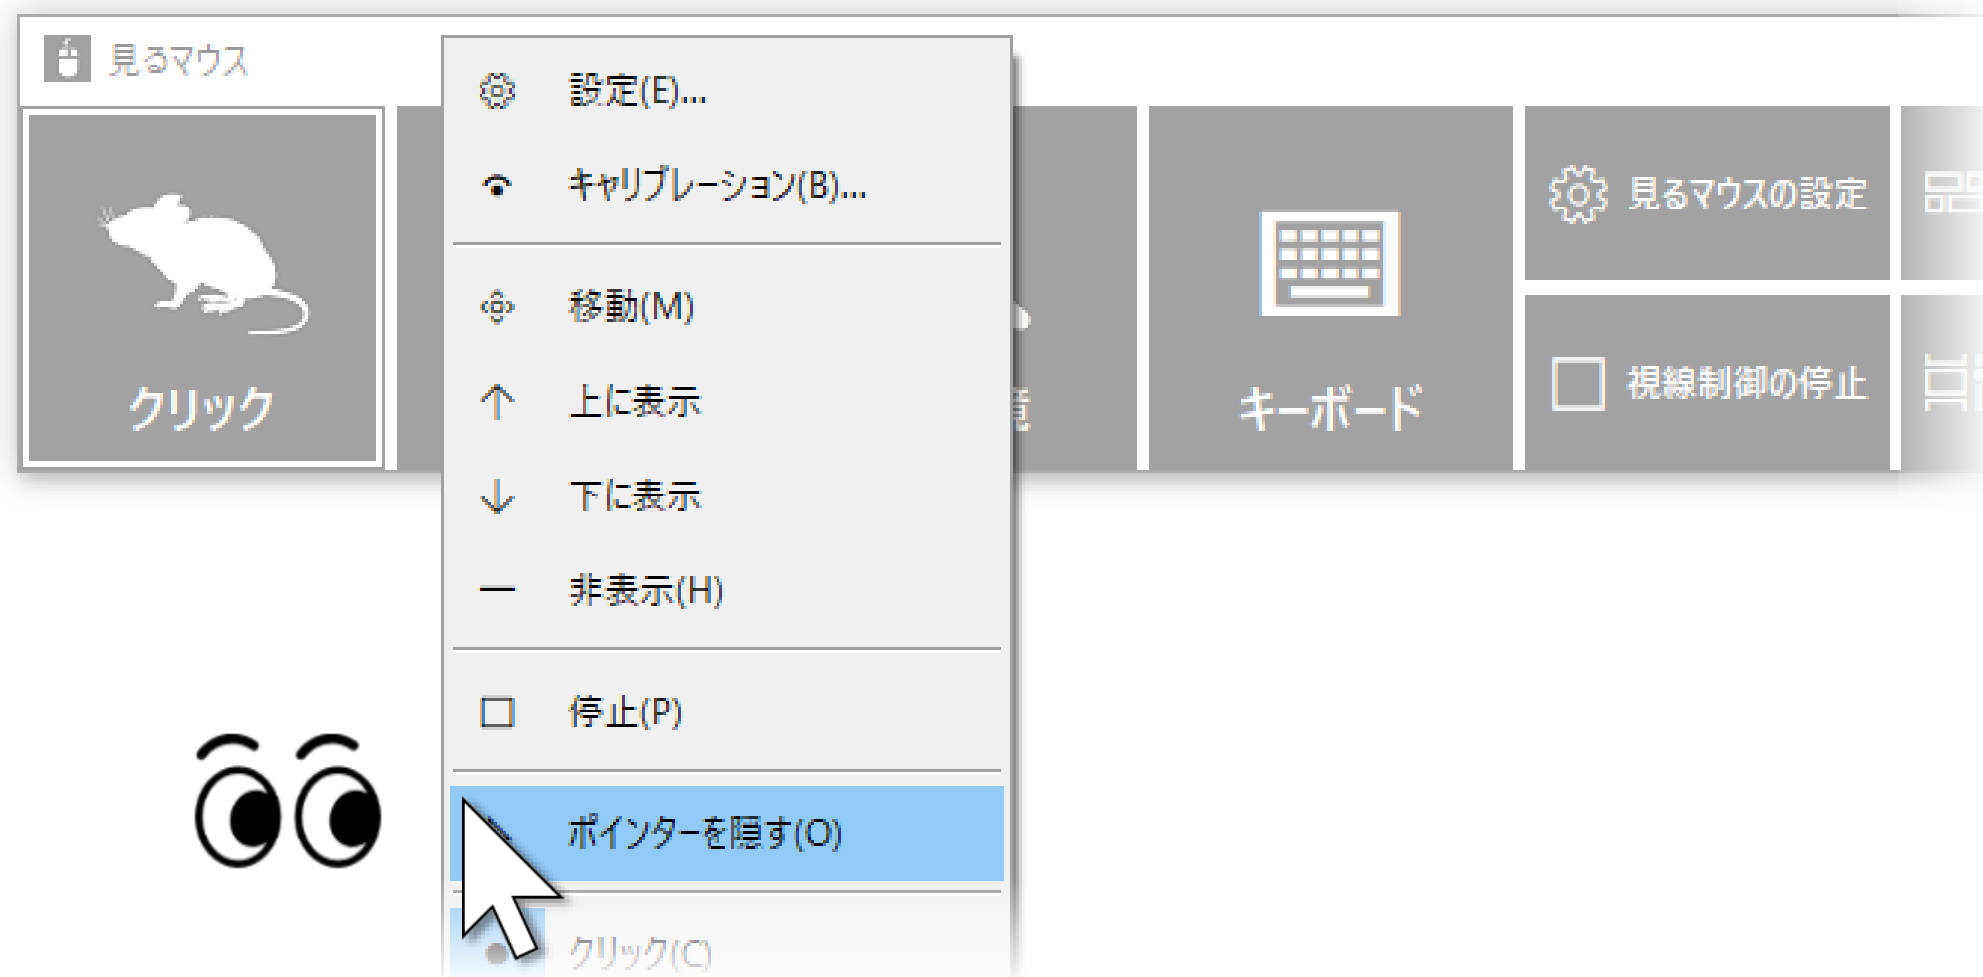 見るマウス
設定(E)...
キャリブレーション(B)...
移動(M)
上に表示
下に表示
非表示(H)
停止(P)
ポインターを隠す(O)
クリック(C)
クリック
キーボード
見るマウスの設定
視線制御の停止